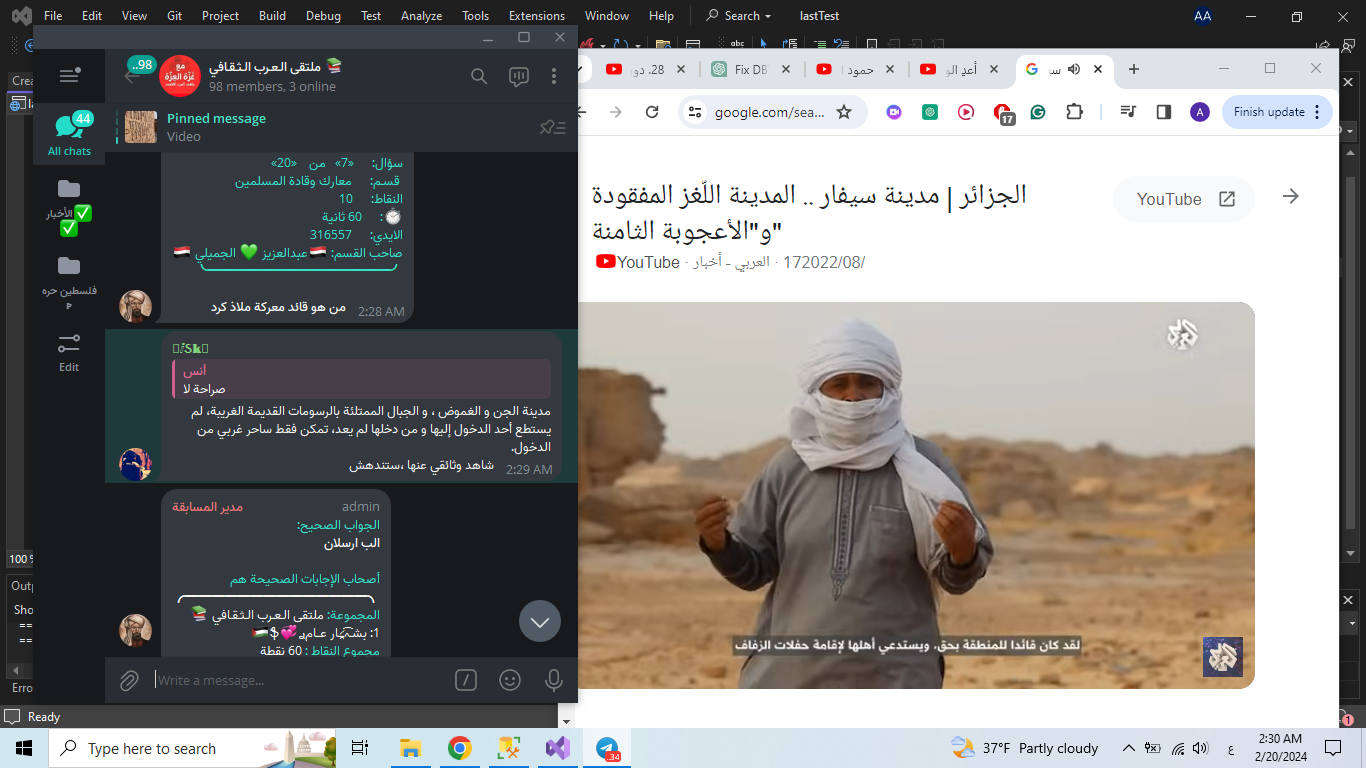 File Edit View Git Project Build Debug Test Analyze Tools Extensions Window Help Search lastTest AA
98..
ملتقى العرب الثقافي 📚
98 members, 3 online
Pinned message
Video
44
All chats
الأخبار ✅
✅
فلسطين حره
Edit
سؤال: «7» من «20»
قسم: معارك وقادة المسلمين
النقاط: 10
⏱: 60 ثانية
الايدي: 316557
صاحب القسم: 🇾🇪 عبدالعزيز 💚 الجميلي 🇾🇪
من هو قائد معركة ملاذ كرد
2:28 AM
أنس
صراحة لا
مدينة الجن و الغموض ، و الجبال الممتلئة بالرسومات القديمة الغريبة، لم
يستطع أحد الدخول إليها و من دخلها لم يعد، تمكن فقط ساحر غربي من
الدخول.
شاهد وثائقي عنها ،ستندهش
2:29 AM
مدير المسابقة admin
الجواب الصحيح:
الب ارسلان
أصحاب الإجابات الصحيحة هم
المجموعة: ملتقى العرب الثقافي 📚
مجموع النقاط : 60 نقطة
Write a message...
28. دو
Fix DB
حمود ا
أعدِ الو
سي
google.com/sea...
17
A
Finish update
الجزائر | مدينة سيفار .. المدينة اللّغز المفقودة
و"الأعجوبة الثامنة"
YouTube
YouTube · العربي - أخبار · 172022/08/
لقد كان قائدا للمنطقة بحق، ويستدعي أهلها لإقامة حفلات الزفاف
Crea
100 %
Outp
Sho
==
==
Erro
Ready
1
Type here to search
.34
37°F Partly cloudy
ع
2:30 AM
2/20/2024